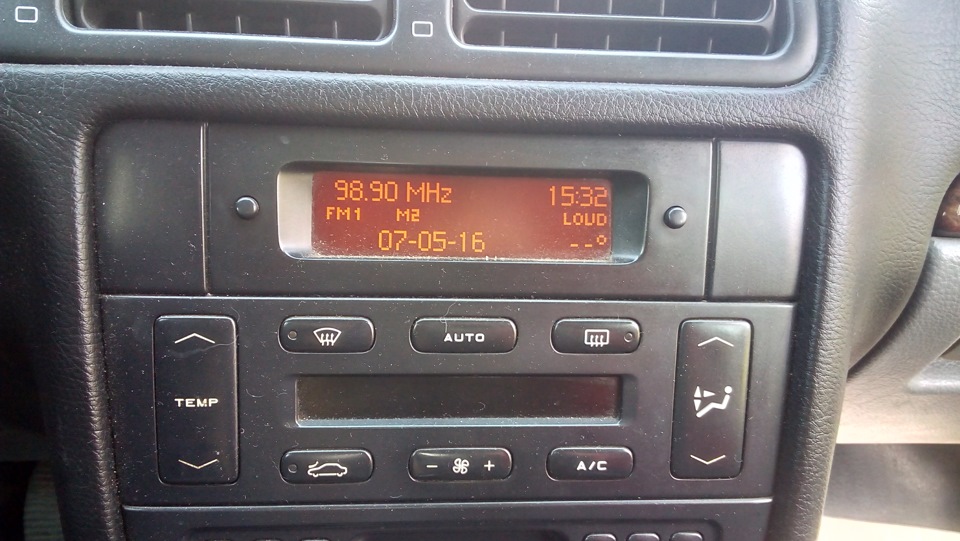 98.90 MHz 15:32
FM1 M2 LOUD
07-05-16 --°
AUTO
TEMP
- +
A/C